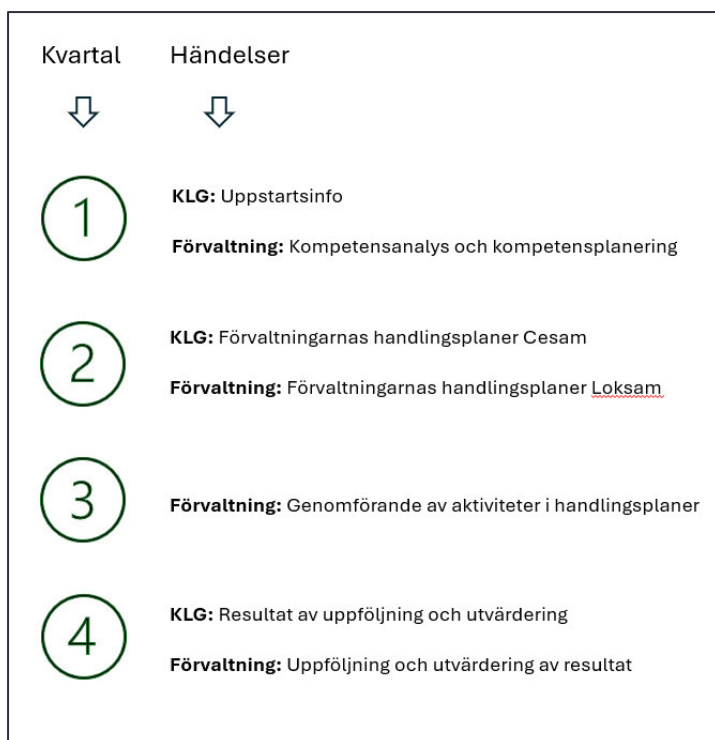 Kvartal Händelser
1
KLG: Uppstartsinfo
Förvaltning: Kompetensanalys och kompetensplanering
2
KLG: Förvaltningarnas handlingsplaner Cesam
Förvaltning: Förvaltningarnas handlingsplaner Loksam
3
Förvaltning: Genomförande av aktiviteter i handlingsplaner
4
KLG: Resultat av uppföljning och utvärdering
Förvaltning: Uppföljning och utvärdering av resultat